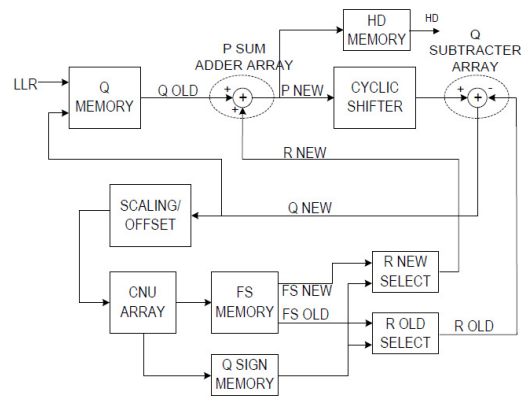 HD
MEMORY
HD
P SUM
ADDER ARRAY
Q
SUBTRACTER
ARRAY
LLR
Q
MEMORY
Q OLD
+
+
+
P NEW
CYCLIC
SHIFTER
+
+
-
R NEW
SCALING/
OFFSET
Q NEW
CNU
ARRAY
FS
MEMORY
FS NEW
FS OLD
R NEW
SELECT
R OLD
SELECT
R OLD
Q SIGN
MEMORY